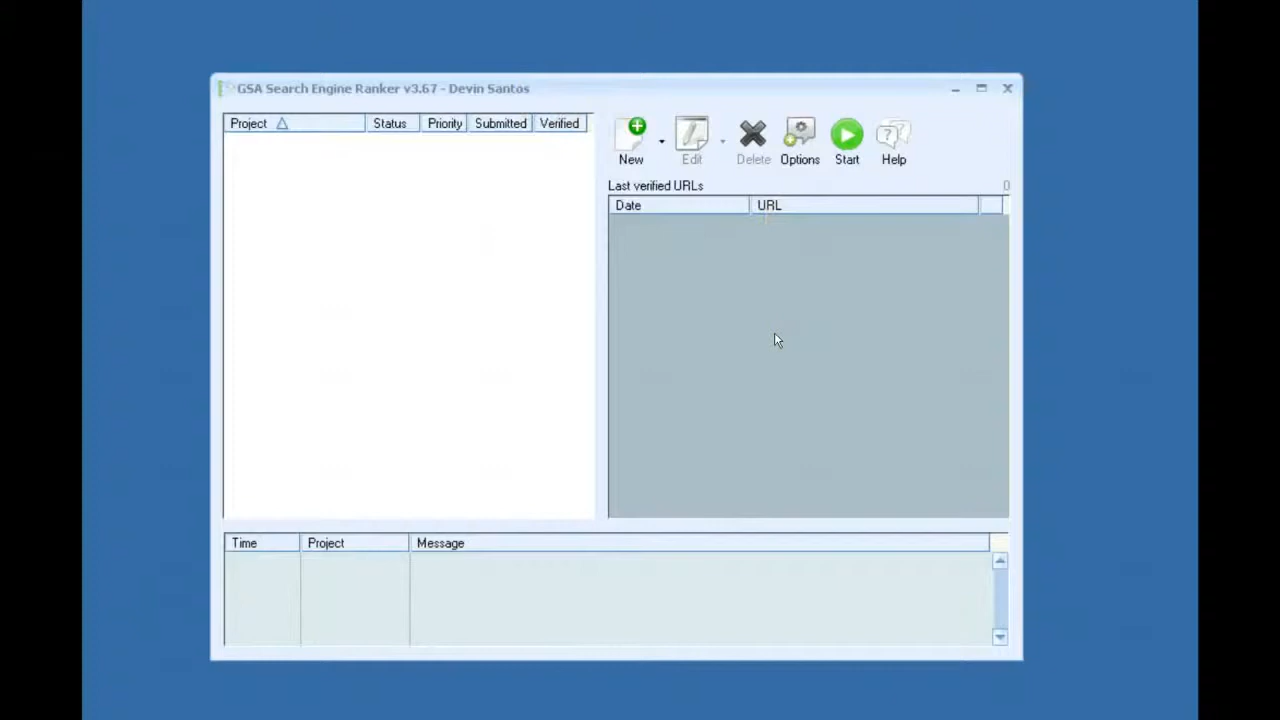 GSA Search Engine Ranker v3.67 - Devin Santos
Project Status Priority Submitted Verified
New Edit Delete Options Start Help
Last verified URLs 0
Date URL
Time Project Message